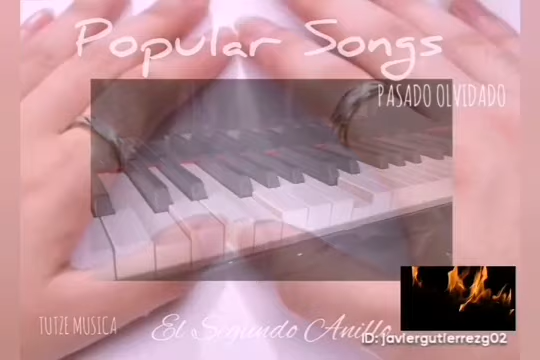 Popular Songs
PASADO OLVIDADO
TUTZE MUSICA
El Segundo Anillo
ID: javiergutierrezg02